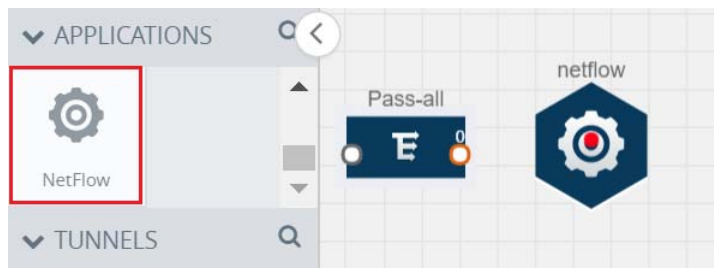 APPLICATIONS
NetFlow
TUNNELS
Pass-all
0
netflow